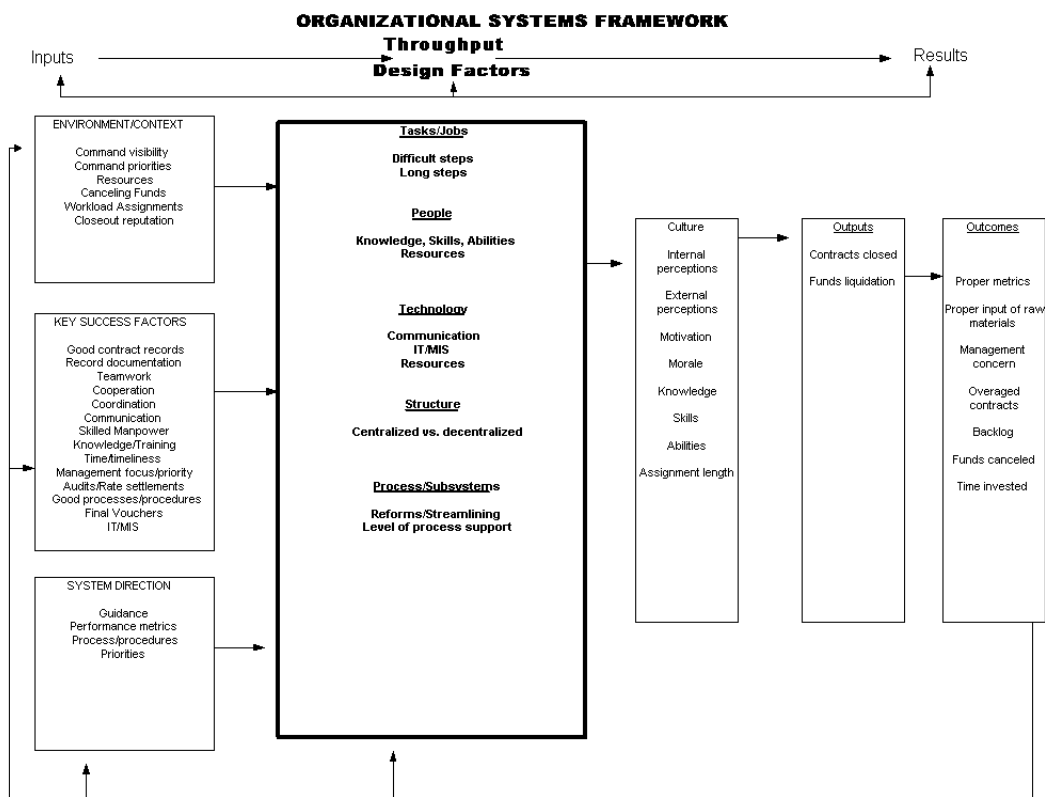 ORGANIZATIONAL SYSTEMS FRAMEWORK
Throughput
Inputs
Results
Design Factors
ENVIRONMENT/CONTEXT
Command visibility
Command priorities
Resources
Canceling Funds
Workload Assignments
Closeout reputation
KEY SUCCESS FACTORS
Good contract records
Record documentation
Teamwork
Cooperation
Coordination
Communication
Skilled Manpower
Knowledge/Training
Time/timeliness
Management focus/priority
Audits/Rate settlements
Good processes/procedures
Final Vouchers
IT/MIS
SYSTEM DIRECTION
Guidance
Performance metrics
Process/procedures
Priorities
Tasks/Jobs
Difficult steps
Long steps
People
Knowledge, Skills, Abilities
Resources
Technology
Communication
IT/MIS
Resources
Structure
Centralized vs. decentralized
Process/Subsystems
Reforms/Streamlining
Level of process support
Culture
Internal
perceptions
External
perceptions
Motivation
Morale
Knowledge
Skills
Abilities
Assignment length
Outputs
Contracts closed
Funds liquidation
Outcomes
Proper metrics
Proper input of raw
materials
Management
concern
Overaged
contracts
Backlog
Funds canceled
Time invested